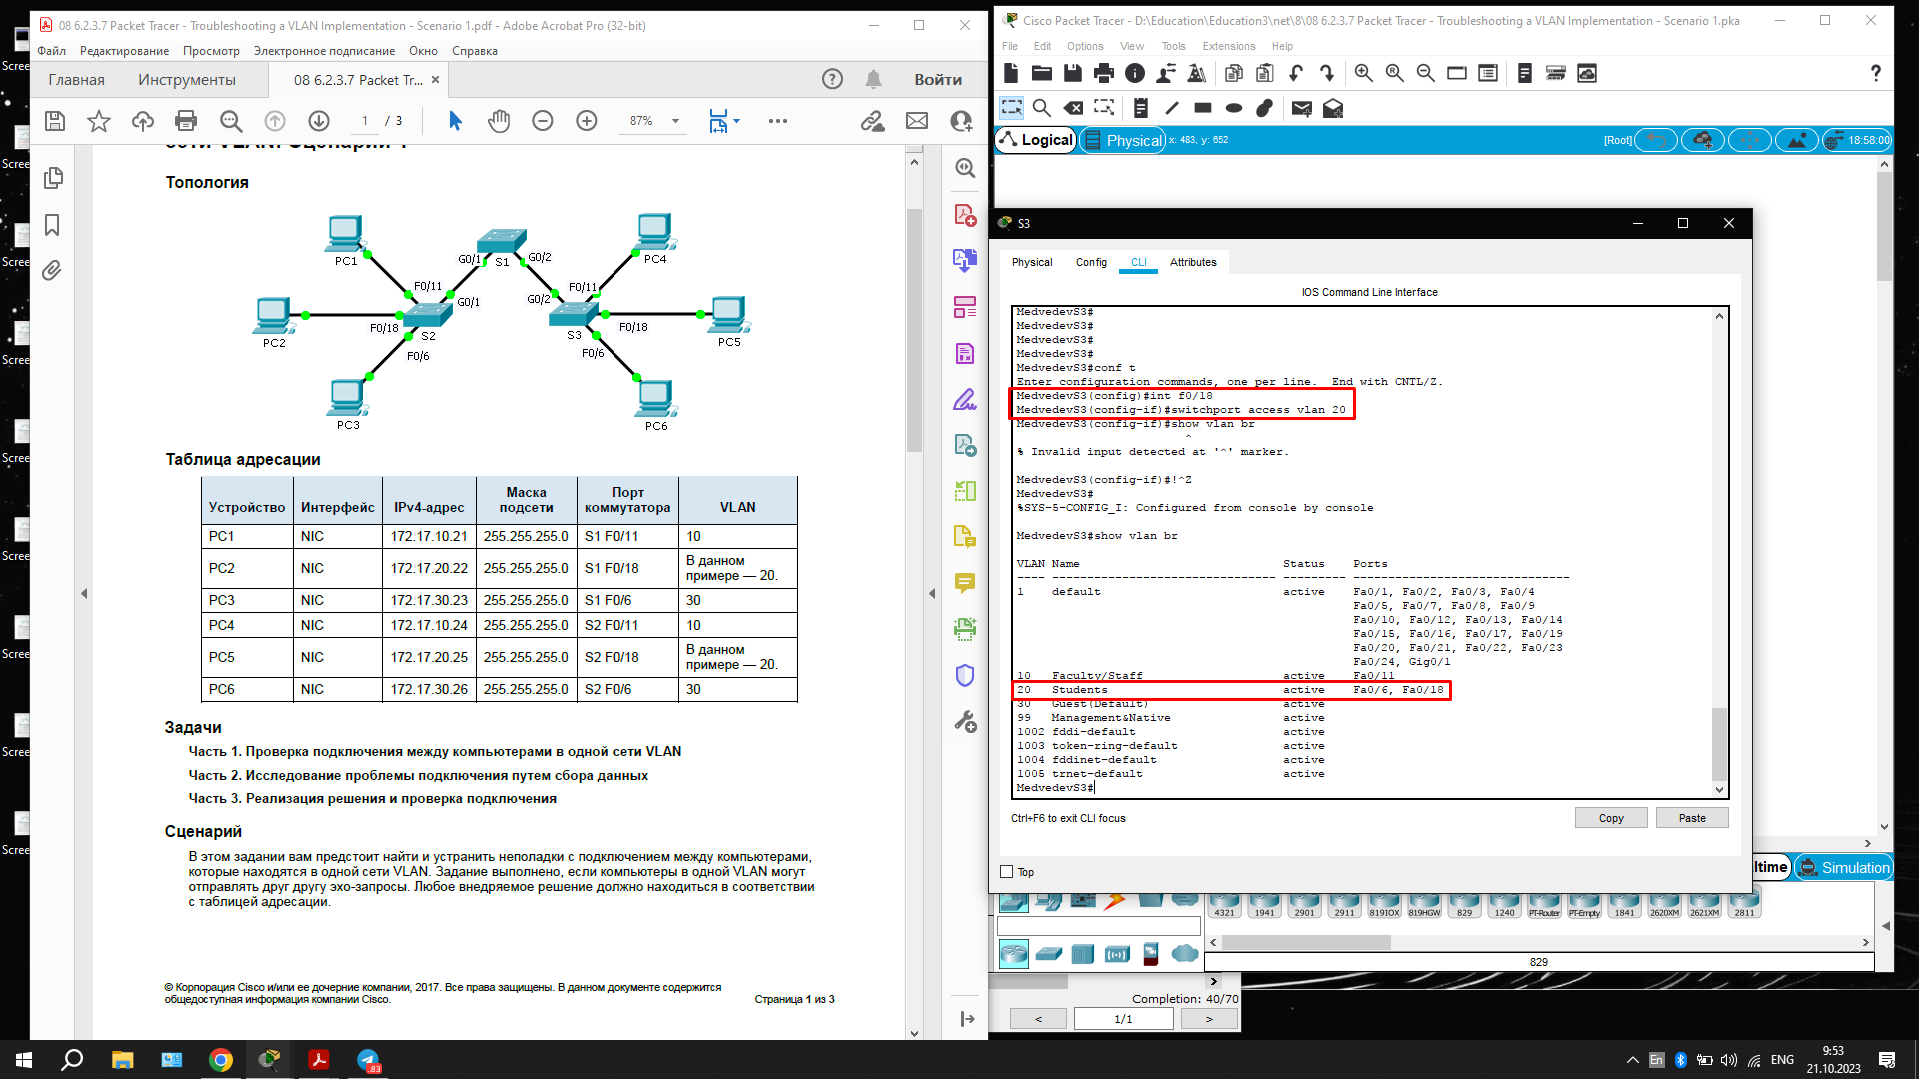 08 6.2.3.7 Packet Tracer - Troubleshooting a VLAN Implementation - Scenario 1.pdf - Adobe Acrobat Pro (32-bit)
Файл Редактирование Просмотр Электронное подписание Окно Справка
Главная Инструменты 08 6.2.3.7 Packet Tr... × Войти
1 / 3 87%
сети VLAN. Сценарий 1
Топология
PC1
PC2
PC3
PC4
PC5
PC6
S1
S2
S3
G0/1
G0/2
F0/11
G0/1
G0/2
F0/11
F0/18
F0/18
F0/6
F0/6
Таблица адресации
Устройство Интерфейс IPv4-адрес Маска подсети Порт коммутатора VLAN
PC1 NIC 172.17.10.21 255.255.255.0 S1 F0/11 10
PC2 NIC 172.17.20.22 255.255.255.0 S1 F0/18 В данном примере — 20.
PC3 NIC 172.17.30.23 255.255.255.0 S1 F0/6 30
PC4 NIC 172.17.10.24 255.255.255.0 S2 F0/11 10
PC5 NIC 172.17.20.25 255.255.255.0 S2 F0/18 В данном примере — 20.
PC6 NIC 172.17.30.26 255.255.255.0 S2 F0/6 30
Задачи
Часть 1. Проверка подключения между компьютерами в одной сети VLAN
Часть 2. Исследование проблемы подключения путем сбора данных
Часть 3. Реализация решения и проверка подключения
Сценарий
В этом задании вам предстоит найти и устранить неполадки с подключением между компьютерами,
которые находятся в одной сети VLAN. Задание выполнено, если компьютеры в одной VLAN могут
отправлять друг другу эхо-запросы. Любое внедряемое решение должно находиться в соответствии
с таблицей адресации.
© Корпорация Cisco и/или ее дочерние компании, 2017. Все права защищены. В данном документе содержится
общедоступная информация компании Cisco. Страница 1 из 3
Cisco Packet Tracer - D:\Education\Education3\net\8\08 6.2.3.7 Packet Tracer - Troubleshooting a VLAN Implementation - Scenario 1.pka
File Edit Options View Tools Extensions Help
Logical Physical x: 483, y: 652 [Root] 18:58:00
S3
Physical Config CLI Attributes
IOS Command Line Interface
MedvedevS3#
MedvedevS3#
MedvedevS3#
MedvedevS3#
MedvedevS3#conf t
Enter configuration commands, one per line. End with CNTL/Z.
MedvedevS3(config)#int f0/18
MedvedevS3(config-if)#switchport access vlan 20
MedvedevS3(config-if)#show vlan br
^
% Invalid input detected at '^' marker.
MedvedevS3(config-if)#!^Z
MedvedevS3#
%SYS-5-CONFIG_I: Configured from console by console
MedvedevS3#show vlan br
VLAN Name Status Ports
---- -------------------------------- --------- -------------------------------
1 default active Fa0/1, Fa0/2, Fa0/3, Fa0/4
Fa0/5, Fa0/7, Fa0/8, Fa0/9
Fa0/10, Fa0/12, Fa0/13, Fa0/14
Fa0/15, Fa0/16, Fa0/17, Fa0/19
Fa0/20, Fa0/21, Fa0/22, Fa0/23
Fa0/24, Gig0/1
10 Faculty/Staff active Fa0/11
20 Students active Fa0/6, Fa0/18
30 Guest(Default) active
99 Management&Native active
1002 fddi-default active
1003 token-ring-default active
1004 fddinet-default active
1005 trnet-default active
MedvedevS3#
Ctrl+F6 to exit CLI focus Copy Paste
Top
ltime Simulation
4321 1941 2901 2911 819IOX 819HGW 829 1240 PT-Router PT-Empty 1841 2620XM 2621XM 2811
829
Completion: 40/70
< 1/1 >
Scree
Scree
Scree
Scree
Scree
Scree
Scree
Scree
Scree
83
En ENG 9:53
21.10.2023